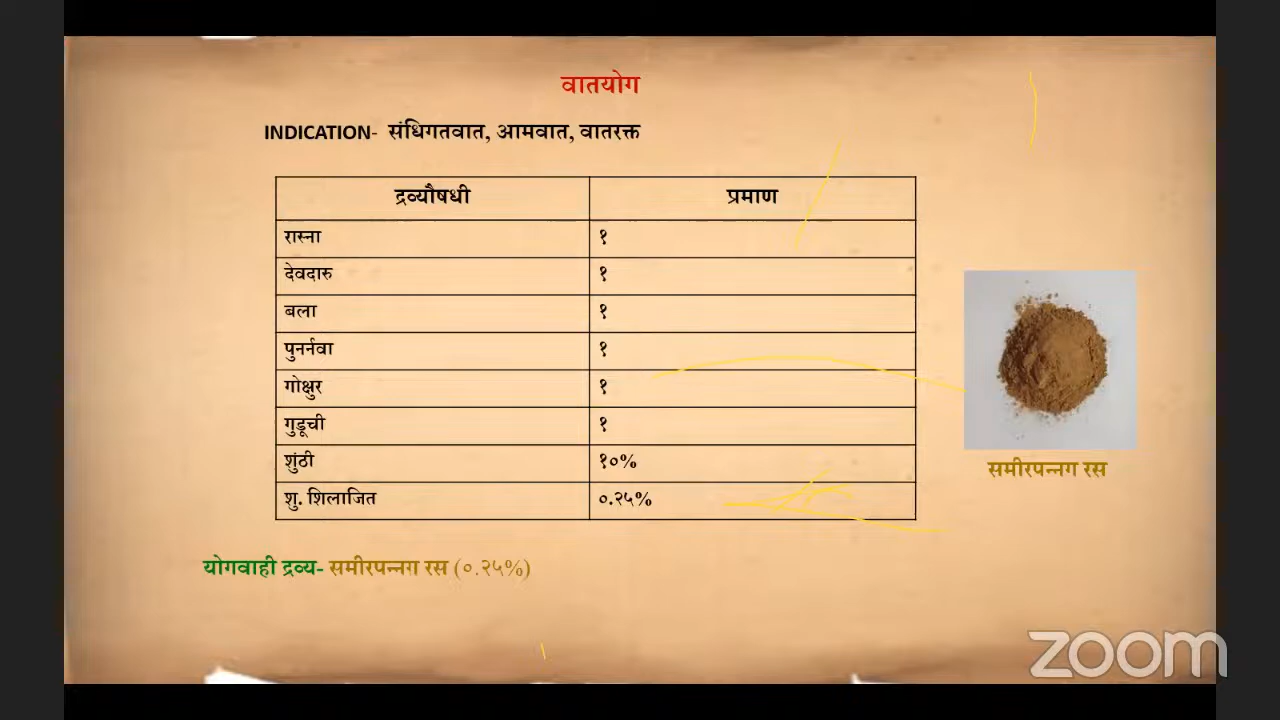 वातयोग
INDICATION- संधिगतवात, आमवात, वातरक्त
द्रव्यौषधी प्रमाण
रास्ना १
देवदारु १
बला १
पुनर्नवा १
गोक्षुर १
गुडूची १
शुंठी १०%
शु. शिलाजित ०.२५%
समीरपन्नग रस
योगवाही द्रव्य- समीरपन्नग रस (०.२५%)
zoom